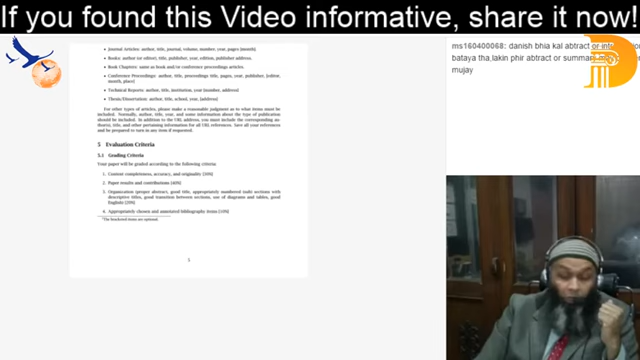 If you found this Video informative, share it now!
• Journal Articles: author, title, journal, volume, number, year, pages [month]
• Books: author (or editor), title, publisher, year, edition, publisher address.
• Book Chapters: same as book and/or conference proceedings articles.
• Conference Proceedings: author, title, proceedings title, pages, year, publisher, [editor,
month, place]
• Technical Reports: author, title, institution, year [number, address]
• Thesis/Dissertation: author, title, school, year, [address]
For other types of articles, please make a reasonable judgment as to what items must be
included. Normally, author, title, year, and some information about the type of publication
should be included. In addition to the URL address, you must include the corresponding au-
thor(s), title, and other pertaining information for all URL references. Save all your references
and be prepared to turn in any item if requested.
5 Evaluation Criteria
5.1 Grading Criteria
Your paper will be graded according to the following criteria:
1. Content completeness, accuracy, and originality [30%]
2. Paper results and contributions [40%]
3. Organization (proper abstract, good title, appropriately numbered (sub) sections with
descriptive titles, good transition between sections, use of diagrams and tables, good
English) [20%]
4. Appropriately chosen and annotated bibliography items [10%]
The bracketed items are optional.
5
ms160400068: danish bhia kal abtract or
bataya tha,lakin phir abtract or summary
mujay